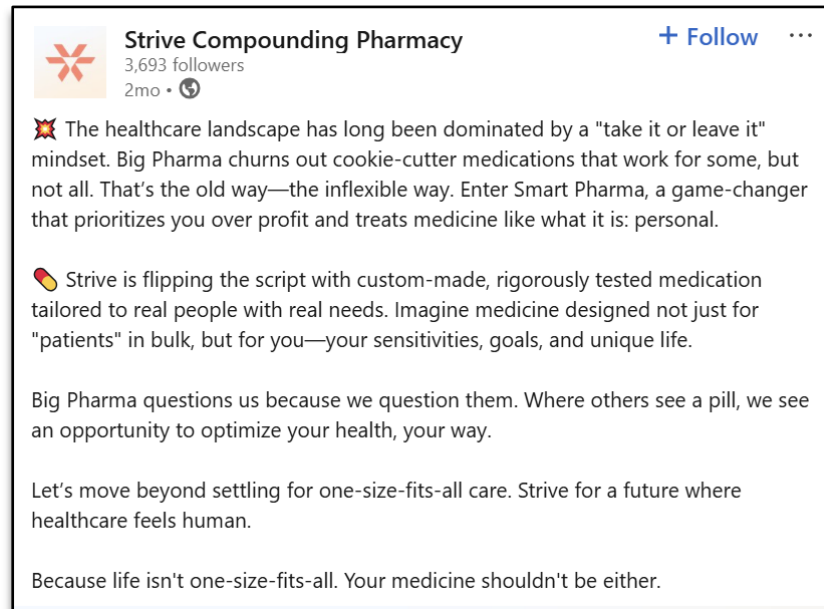 Strive Compounding Pharmacy
+ Follow ...
3,693 followers
2mo •
💥 The healthcare landscape has long been dominated by a "take it or leave it"
mindset. Big Pharma churns out cookie-cutter medications that work for some, but
not all. That’s the old way—the inflexible way. Enter Smart Pharma, a game-changer
that prioritizes you over profit and treats medicine like what it is: personal.
💊 Strive is flipping the script with custom-made, rigorously tested medication
tailored to real people with real needs. Imagine medicine designed not just for
"patients" in bulk, but for you—your sensitivities, goals, and unique life.
Big Pharma questions us because we question them. Where others see a pill, we see
an opportunity to optimize your health, your way.
Let’s move beyond settling for one-size-fits-all care. Strive for a future where
healthcare feels human.
Because life isn't one-size-fits-all. Your medicine shouldn't be either.